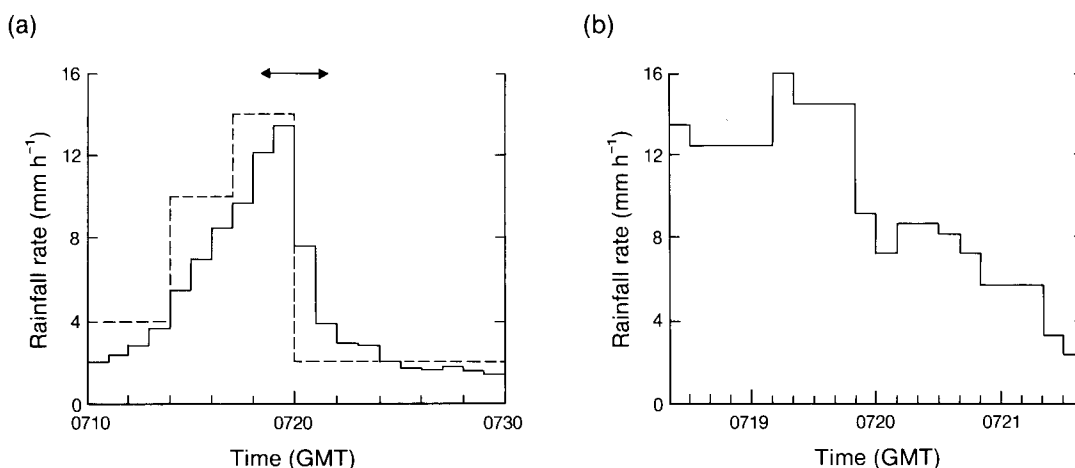 (a)
Rainfall rate (mm h⁻¹)
16
12
8
4
0
0710
0720
0730
Time (GMT)
(b)
Rainfall rate (mm h⁻¹)
16
12
8
4
0
0719
0720
0721
Time (GMT)